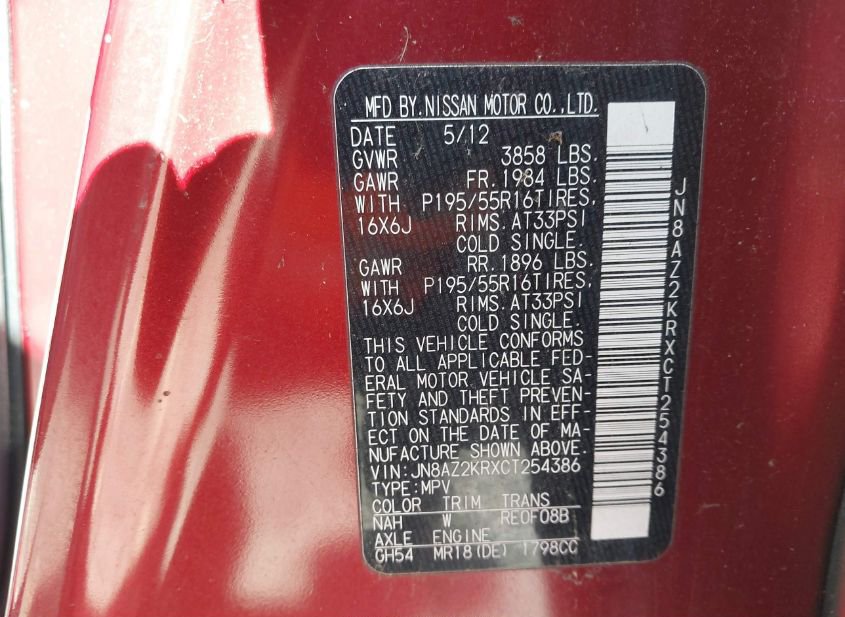 MFD BY.NISSAN MOTOR CO.,LTD.
DATE 5/12
GVWR 3858 LBS.
GAWR FR.1984 LBS.
WITH P195/55R16TIRES,
16X6J RIMS.AT33PSI
COLD SINGLE.
GAWR RR.1896 LBS.
WITH P195/55R16TIRES,
16X6J RIMS.AT33PSI
COLD SINGLE.
THIS VEHICLE CONFORMS
TO ALL APPLICABLE FED-
ERAL MOTOR VEHICLE SA-
FETY AND THEFT PREVEN-
TION STANDARDS IN EFF-
ECT ON THE DATE OF MA-
NUFACTURE SHOWN ABOVE.
VIN:JN8AZ2KRXCT254386
TYPE:MPV
COLOR TRIM TRANS
NAH W RE0F08B
AXLE ENGINE
GH54 MR18(DE) 1798CC
JN8AZ2KRXCT254386